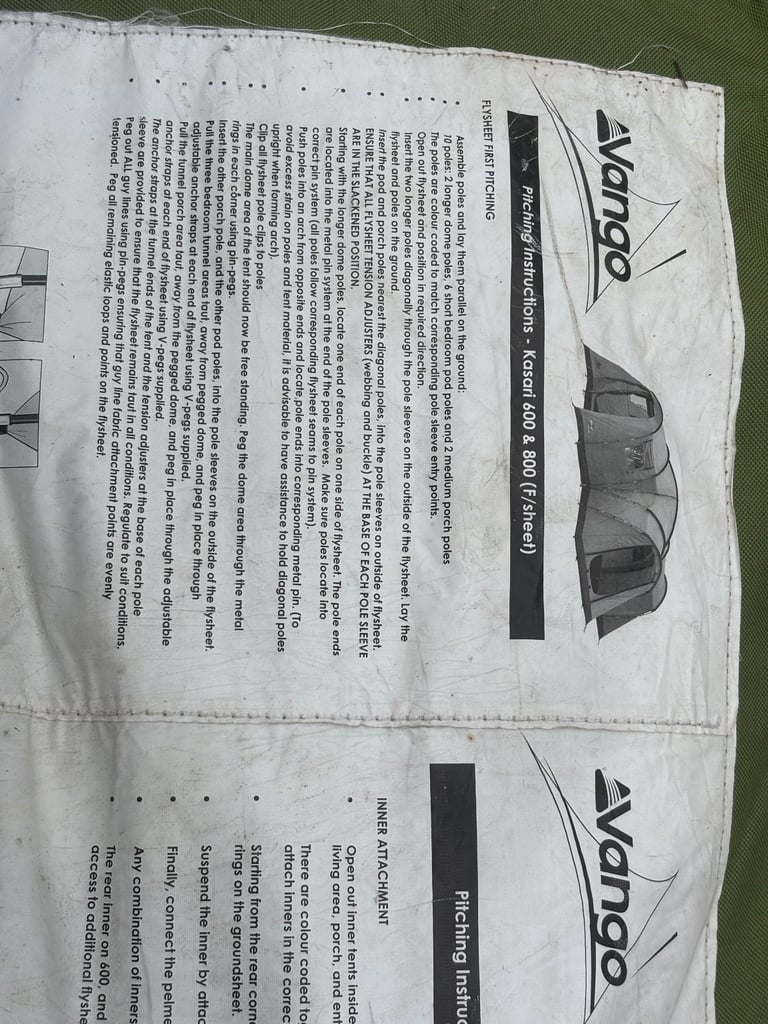 Vango
Pitching Instructions - Kasari 600 & 800 (F/sheet)
FLYSHEET FIRST PITCHING
• Assemble poles and lay them parallel on the ground:
10 poles: 2 longer dome poles; 6 short bedroom pod poles and 2 medium porch poles
• The poles are colour coded to match corresponding pole sleeve entry points.
• Open out flysheet and position in required direction.
• Insert the two longer poles diagonally through the pole sleeves on the outside of the flysheet. Lay the
flysheet and poles on the ground.
• Insert the pod and porch poles nearest the diagonal poles, into the pole sleeves on outside of flysheet.
ENSURE THAT ALL FLYSHEET TENSION ADJUSTERS (webbing and buckle) AT THE BASE OF EACH POLE SLEEVE
ARE IN THE SLACKENED POSITION.
• Starting with the longer dome poles, locate one end of each pole on one side of flysheet. The pole ends
are located into the metal pin system at the end of the pole sleeves. Make sure poles locate into
correct pin system (all poles follow corresponding flysheet seams to pin system).
• Push poles into an arch from opposite ends and locate pole ends into corresponding metal pin. (To
avoid excess strain on poles and tent material, it is advisable to have assistance to hold diagonal poles
upright when forming arch).
• Clip all flysheet pole clips to poles
• The main dome area of the tent should now be free standing. Peg the dome area through the metal
rings in each corner using pin-pegs.
• Insert the other porch pole, and the other pod poles, into the pole sleeves on the outside of the flysheet.
• Pull the three bedroom tunnel areas taut, away from pegged dome, and peg in place through
adjustable anchor straps at each end of flysheet using V-pegs supplied.
• Pull the tunnel porch area taut, away from the pegged dome, and peg in place through the adjustable
anchor straps at each end of flysheet using V-pegs supplied.
• The anchor straps at the tunnel ends of the tent and the tension adjusters at the base of each pole
sleeve are provided to ensure that the flysheet remains taut in all conditions. Regulate to suit conditions.
• Peg out ALL guy lines using pin-pegs ensuring that guy line fabric attachment points are evenly
tensioned. Peg all remaining elastic loops and points on the flysheet.
Vango
Pitching Instruc
INNER ATTACHMENT
• Open out inner tents inside
living area, porch, and ent
There are colour coded to
attach inners in the correc
• Starting from the rear corn
rings on the groundsheet.
• Suspend the inner by attac
• Finally, connect the pelme
• Any combination of inners
• The rear inner on 600, and
access to additional flyshe